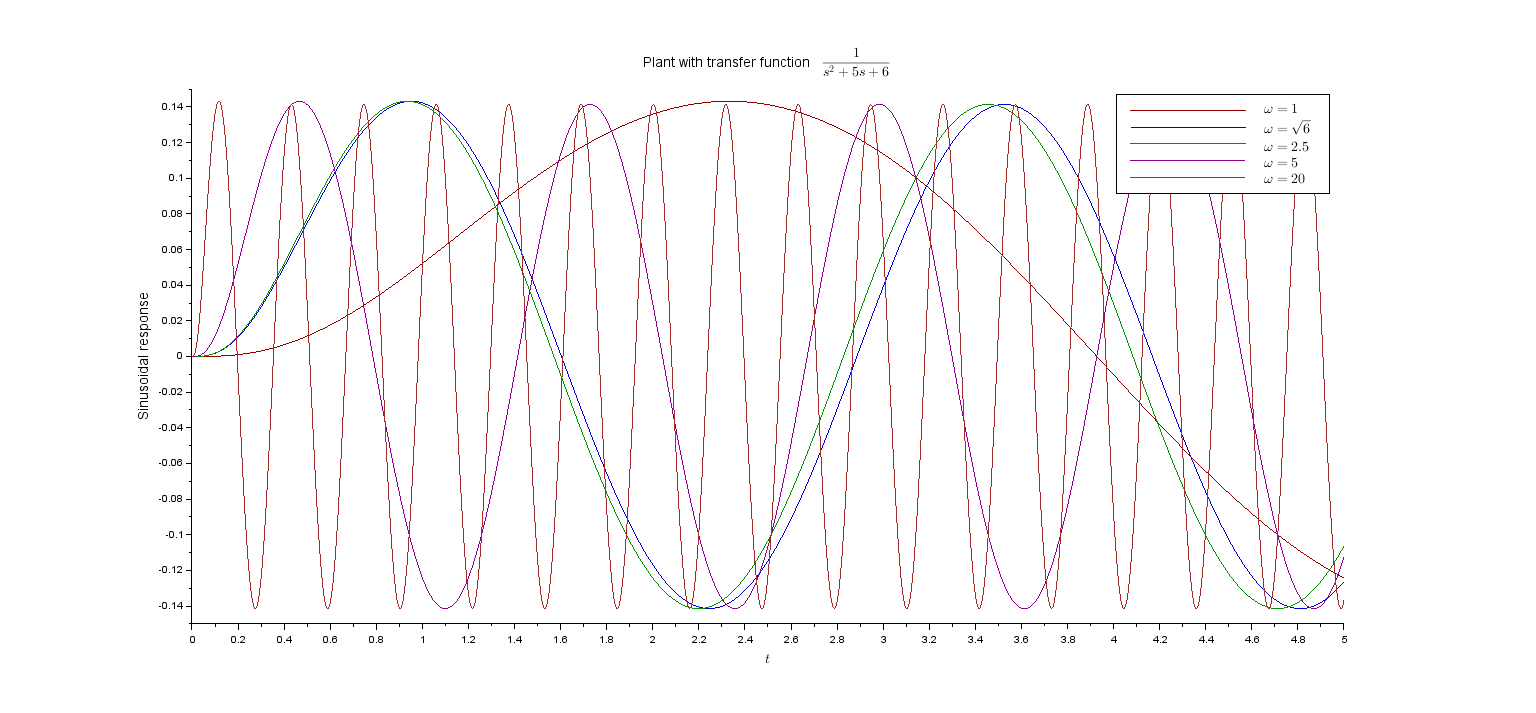 Plant with transfer function 1/(s² + 5s + 6)
ω = 1
ω = √6
ω = 2.5
ω = 5
ω = 20
Sinusoidal response
0.14
0.12
0.1
0.08
0.06
0.04
0.02
0
-0.02
-0.04
-0.06
-0.08
-0.1
-0.12
-0.14
0 0.2 0.4 0.6 0.8 1 1.2 1.4 1.6 1.8 2 2.2 2.4 2.6 2.8 3 3.2 3.4 3.6 3.8 4 4.2 4.4 4.6 4.8 5
t